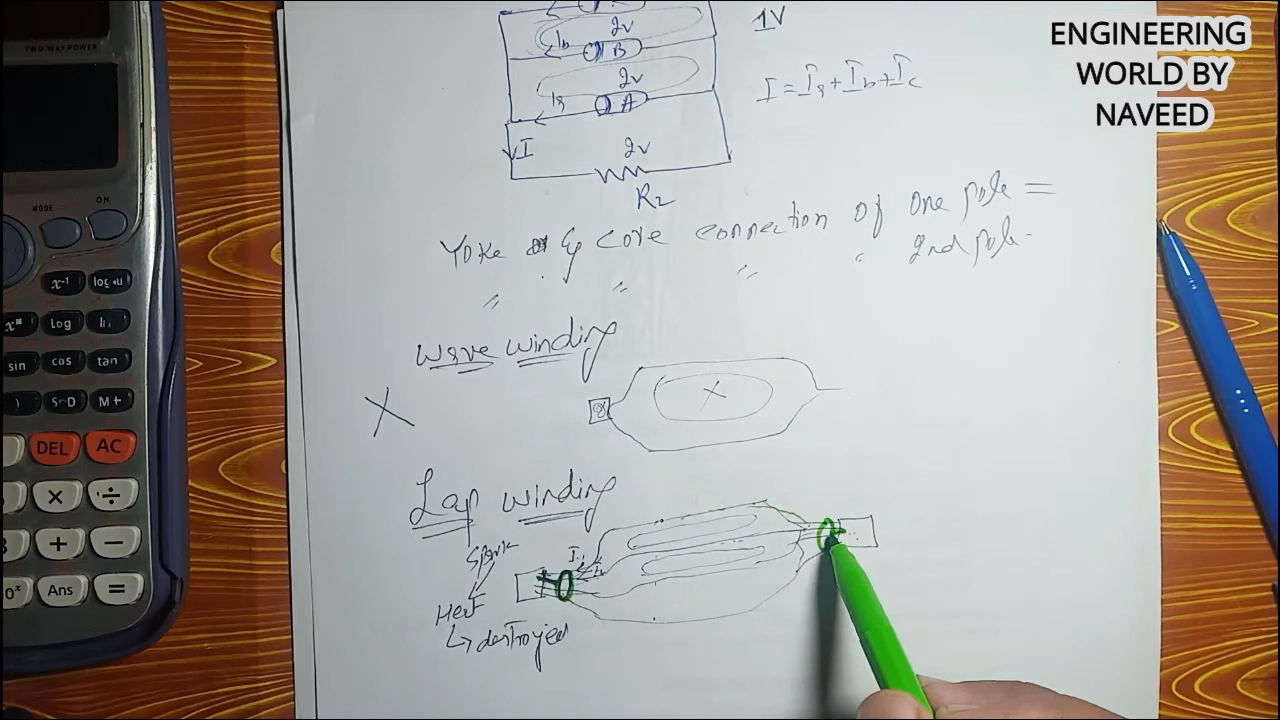 ENGINEERING
WORLD BY
NAVEED
1V
2v
Ib
B
2v
Ia
A
I = Ia + Ib + Ic
I
2v
RL
Yoke & core connection of one pole =
" " " " 2nd pole.
Wave winding
X
X
Lap winding
Spark
Heat
↳ destroyed
TWO WAY POWER
MODE
ON
x⁻¹
log
sin
cos
tan
)
S⇔D
M+
DEL
AC
×
÷
+
−
Ans
=